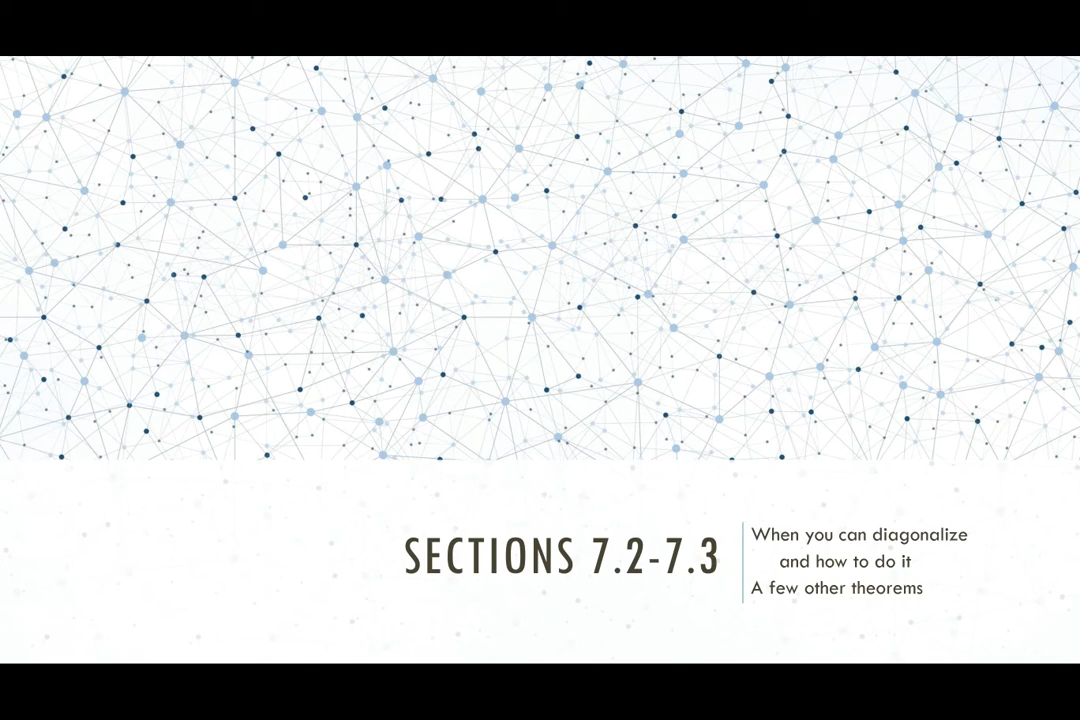 SECTIONS 7.2-7.3
When you can diagonalize
and how to do it
A few other theorems